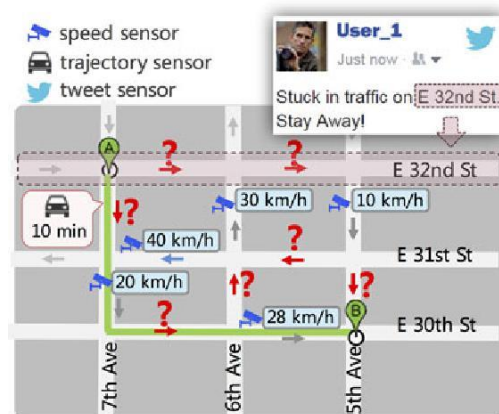 speed sensor
trajectory sensor
tweet sensor
User_1
Just now
Stuck in traffic on E 32nd St.
Stay Away!
A
?
?
E 32nd St
10 min
?
30 km/h
10 km/h
40 km/h
?
E 31st St
20 km/h
?
?
28 km/h
B
?
E 30th St
7th Ave
6th Ave
5th Ave